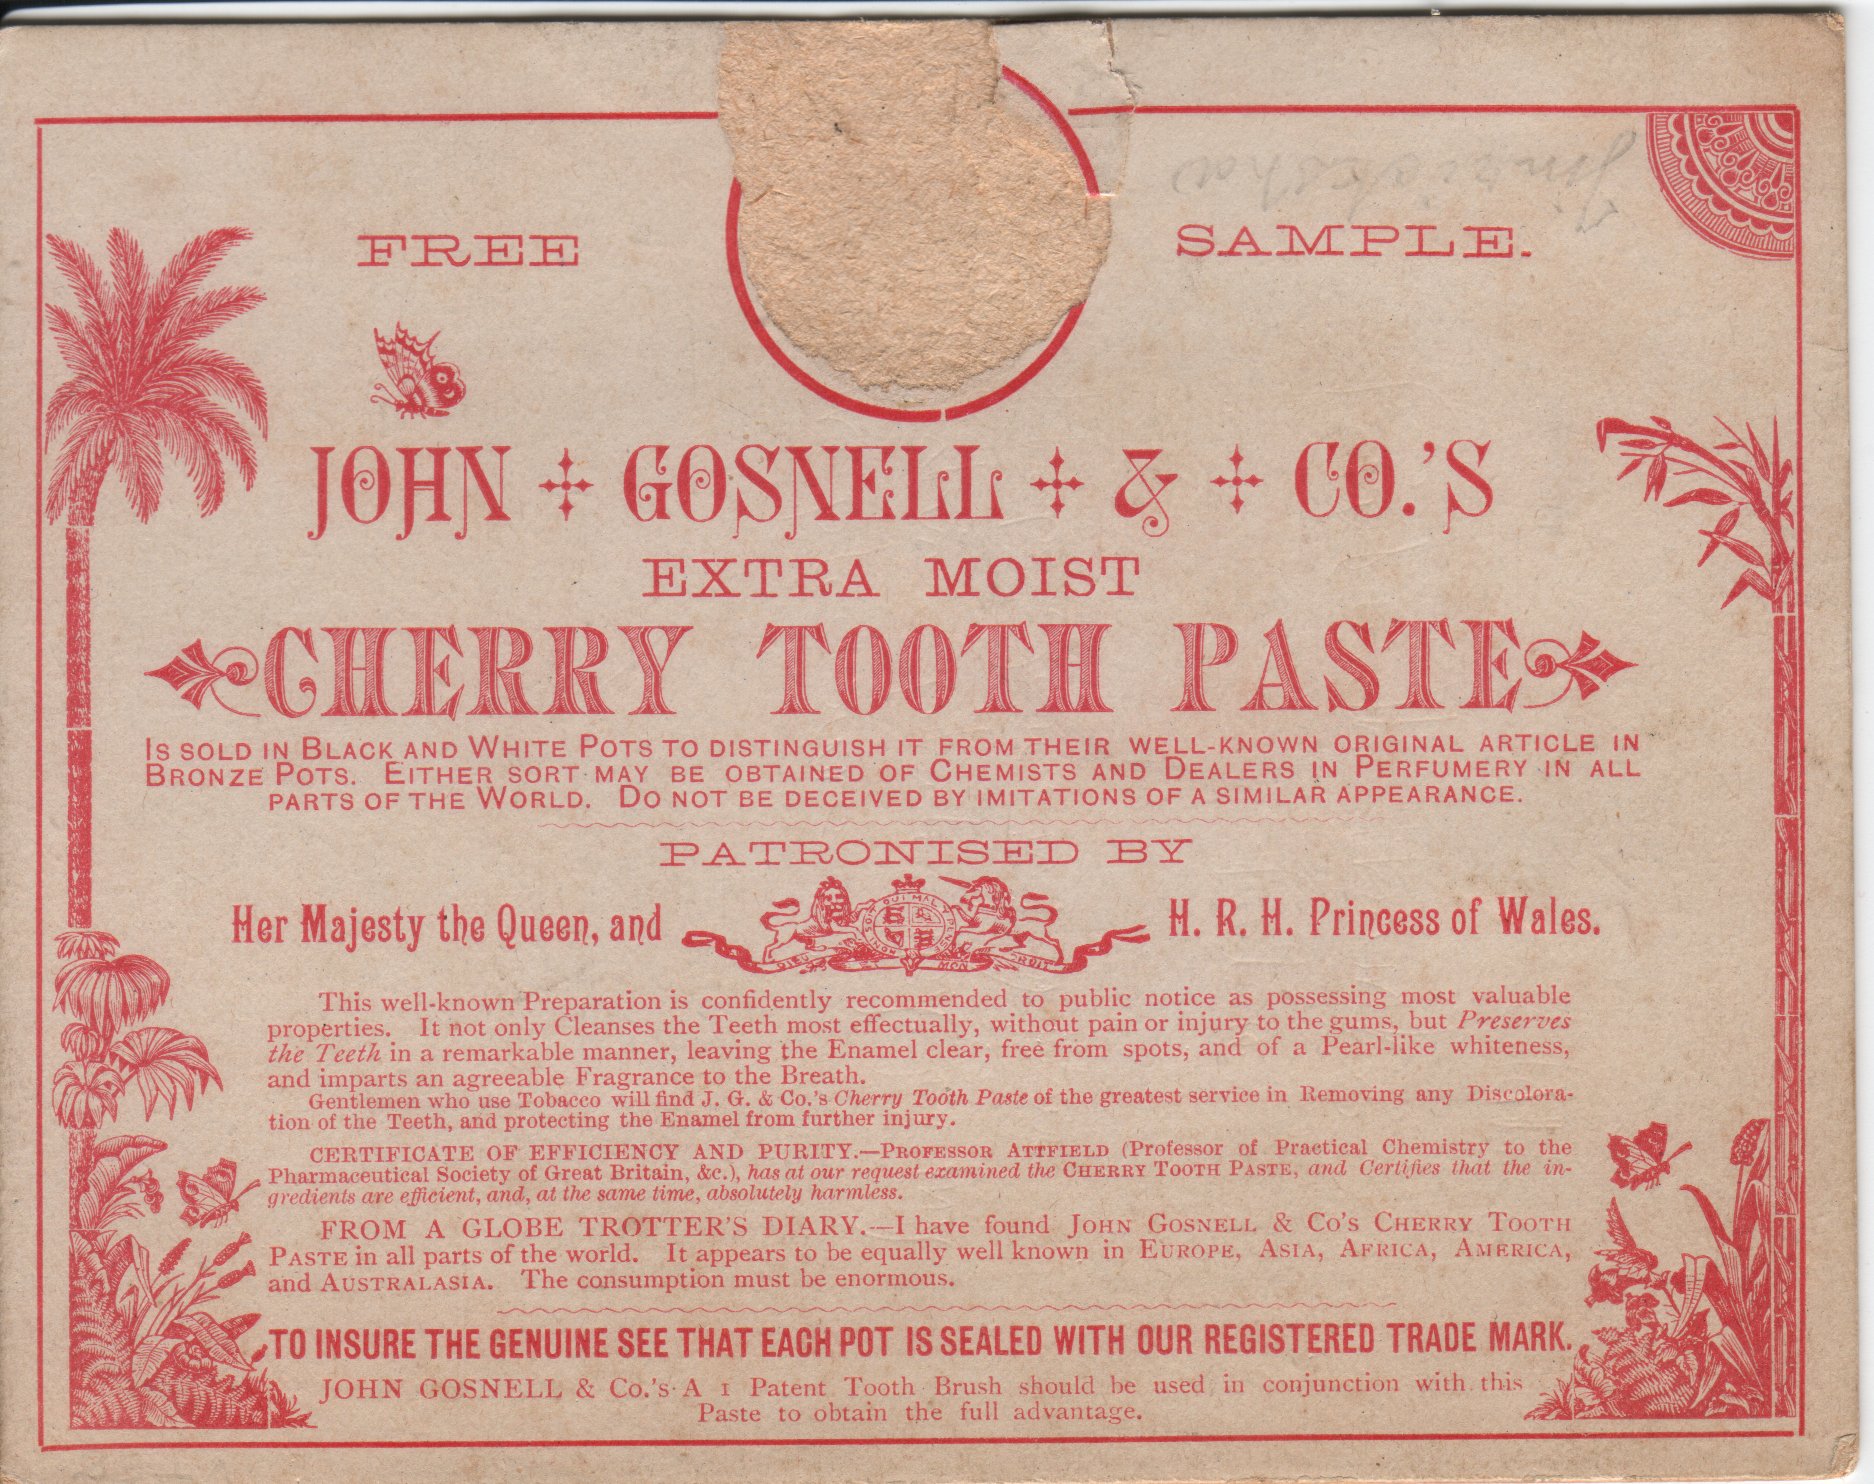 FREE SAMPLE.
JOHN GOSNELL & CO.'S
EXTRA MOIST
CHERRY TOOTH PASTE
IS SOLD IN BLACK AND WHITE POTS TO DISTINGUISH IT FROM THEIR WELL-KNOWN ORIGINAL ARTICLE IN
BRONZE POTS. EITHER SORT MAY BE OBTAINED OF CHEMISTS AND DEALERS IN PERFUMERY IN ALL
PARTS OF THE WORLD. DO NOT BE DECEIVED BY IMITATIONS OF A SIMILAR APPEARANCE.
PATRONISED BY
Her Majesty the Queen, and H. R. H. Princess of Wales.
HONI SOIT QUI MAL Y PENSE
DIEU ET MON DROIT
This well-known Preparation is confidently recommended to public notice as possessing most valuable
properties. It not only Cleanses the Teeth most effectually, without pain or injury to the gums, but Preserves
the Teeth in a remarkable manner, leaving the Enamel clear, free from spots, and of a Pearl-like whiteness,
and imparts an agreeable Fragrance to the Breath.
Gentlemen who use Tobacco will find J. G. & Co.'s Cherry Tooth Paste of the greatest service in Removing any Discolora-
tion of the Teeth, and protecting the Enamel from further injury.
CERTIFICATE OF EFFICIENCY AND PURITY.—PROFESSOR ATTFIELD (Professor of Practical Chemistry to the
Pharmaceutical Society of Great Britain, &c.), has at our request examined the CHERRY TOOTH PASTE, and Certifies that the in-
gredients are efficient, and, at the same time, absolutely harmless.
FROM A GLOBE TROTTER'S DIARY.—I have found JOHN GOSNELL & CO'S CHERRY TOOTH
PASTE in all parts of the world. It appears to be equally well known in EUROPE, ASIA, AFRICA, AMERICA,
and AUSTRALASIA. The consumption must be enormous.
TO INSURE THE GENUINE SEE THAT EACH POT IS SEALED WITH OUR REGISTERED TRADE MARK.
JOHN GOSNELL & Co.'s A 1 Patent Tooth Brush should be used in conjunction with this
Paste to obtain the full advantage.